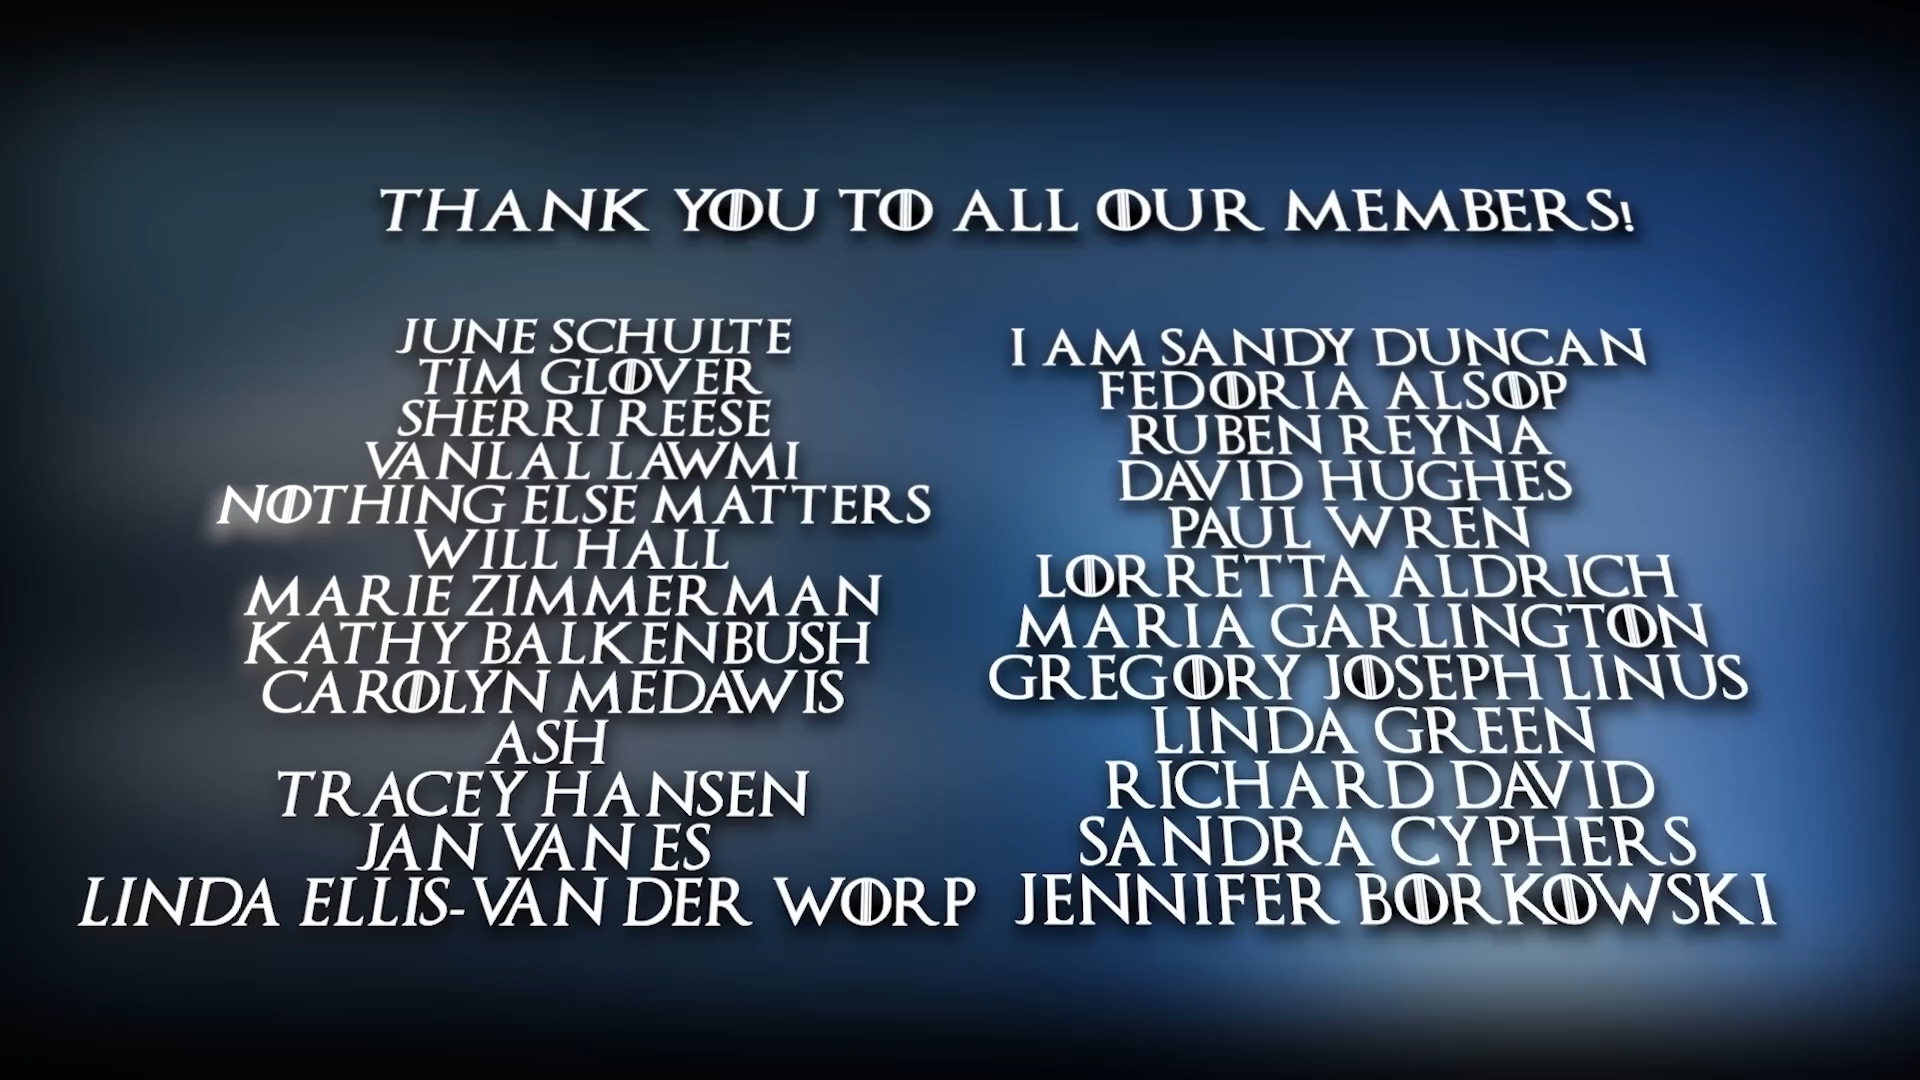 THANK YOU TO ALL OUR MEMBERS!
JUNE SCHULTE
TIM GLOVER
SHERRI REESE
VANLAL LAWMI
NOTHING ELSE MATTERS
WILL HALL
MARIE ZIMMERMAN
KATHY BALKENBUSH
CAROLYN MEDAWIS
ASH
TRACEY HANSEN
JAN VAN ES
LINDA ELLIS-VAN DER WORP
I AM SANDY DUNCAN
FEDORIA ALSOP
RUBEN REYNA
DAVID HUGHES
PAUL WREN
LORRETTA ALDRICH
MARIA GARLINGTON
GREGORY JOSEPH LINUS
LINDA GREEN
RICHARD DAVID
SANDRA CYPHERS
JENNIFER BORKOWSKI